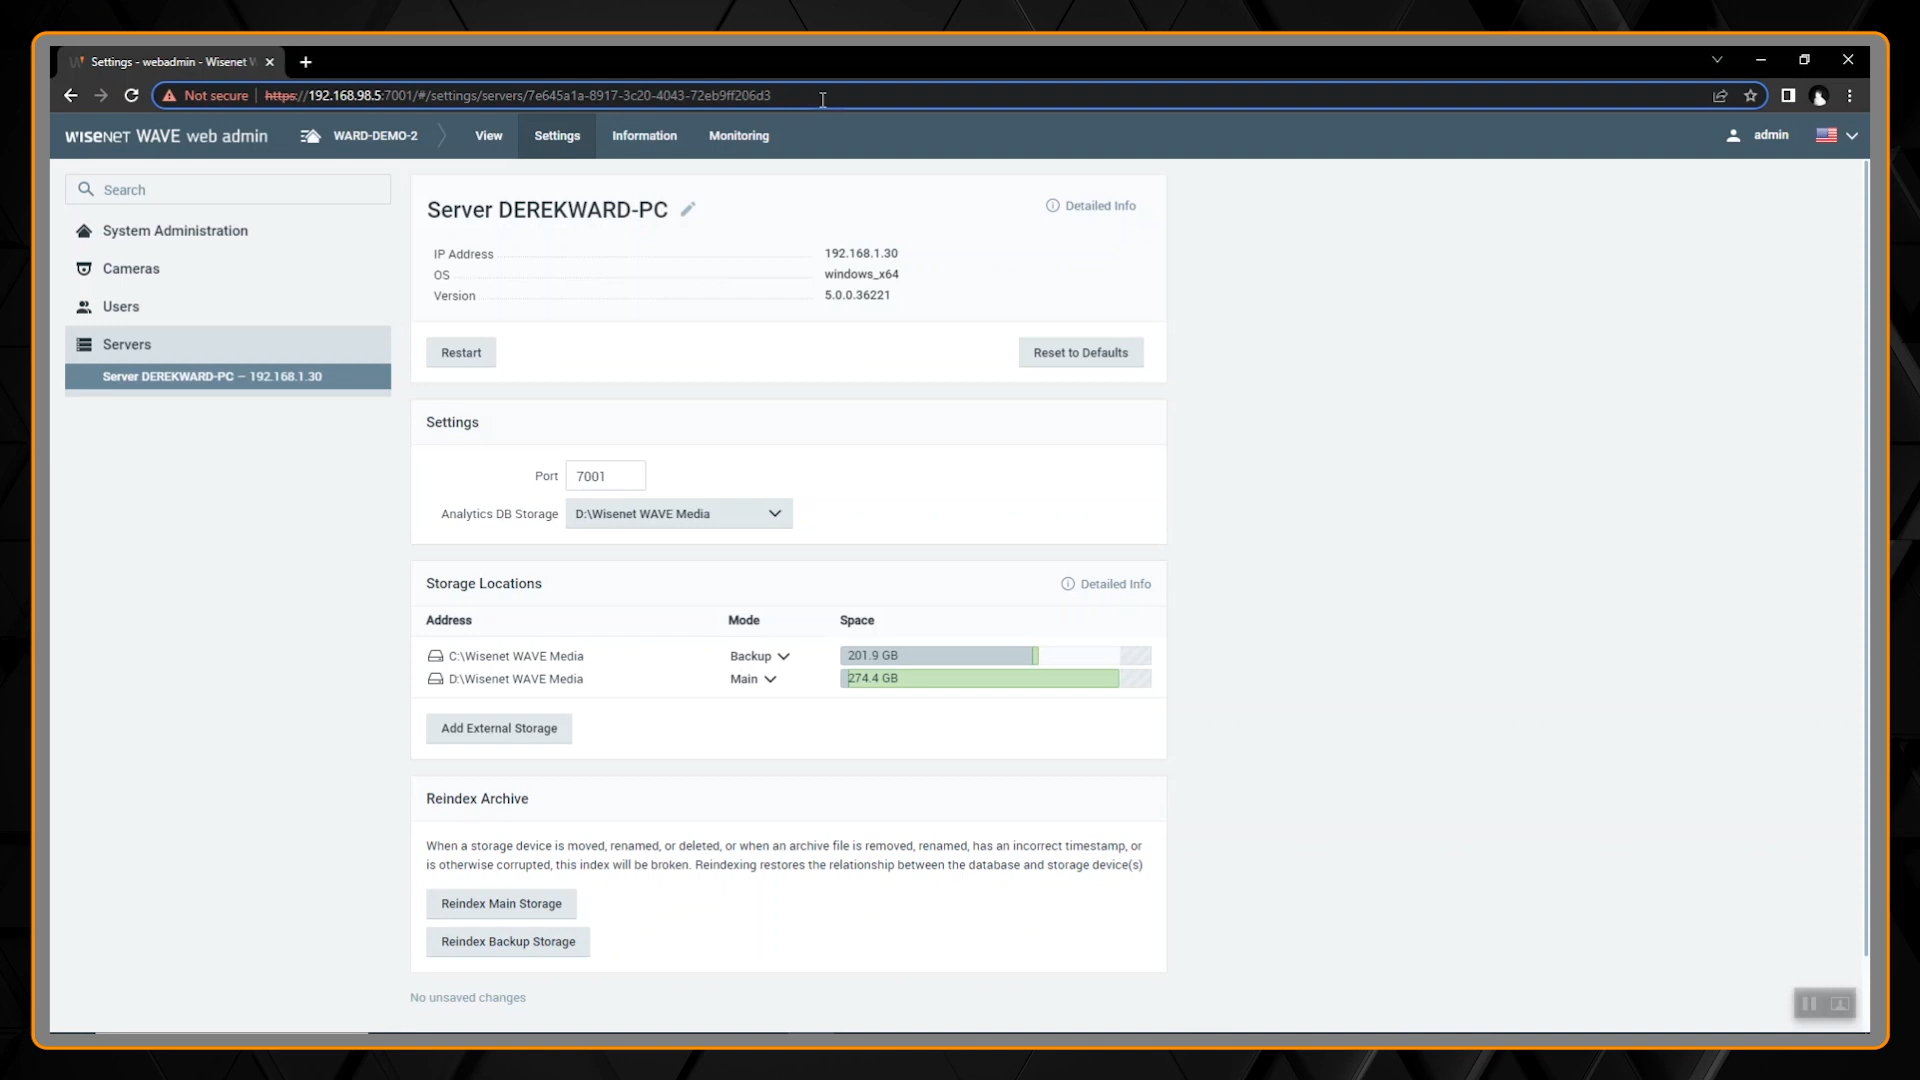 Settings - webadmin - Wisenet W
Not secure
https://192.168.98.5:7001/#/settings/servers/7e645a1a-8917-3c20-4043-72eb9ff206d3
WISENET WAVE web admin
WARD-DEMO-2
View
Settings
Information
Monitoring
admin
Search
System Administration
Cameras
Users
Servers
Server DEREKWARD-PC – 192.168.1.30
Server DEREKWARD-PC
Detailed Info
IP Address 192.168.1.30
OS windows_x64
Version 5.0.0.36221
Restart
Reset to Defaults
Settings
Port 7001
Analytics DB Storage D:\Wisenet WAVE Media
Storage Locations
Detailed Info
Address Mode Space
C:\Wisenet WAVE Media Backup 201.9 GB
D:\Wisenet WAVE Media Main 274.4 GB
Add External Storage
Reindex Archive
When a storage device is moved, renamed, or deleted, or when an archive file is removed, renamed, has an incorrect timestamp, or
is otherwise corrupted, this index will be broken. Reindexing restores the relationship between the database and storage device(s)
Reindex Main Storage
Reindex Backup Storage
No unsaved changes